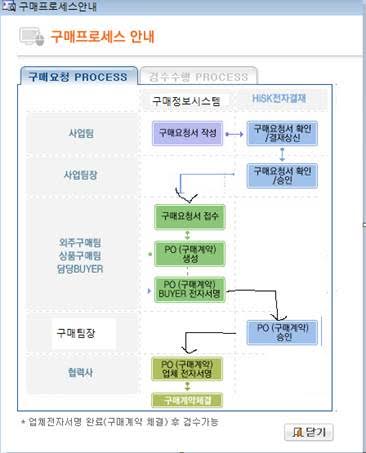 구매프로세스안내
구매프로세스 안내
구매요청 PROCESS
검수수행 PROCESS
구매정보시스템
HISK전자결재
사업팀
구매요청서 작성
구매요청서 확인
/결재상신
사업팀장
구매요청서 확인
/승인
외주구매팀
상품구매팀
담당BUYER
구매요청서 접수
PO (구매계약)
생성
PO (구매계약)
BUYER 전자서명
구매팀장
PO (구매계약)
승인
협력사
PO (구매계약)
업체 전자서명
구매계약체결
* 업체전자서명 완료(구매계약 체결) 후 검수가능
닫기